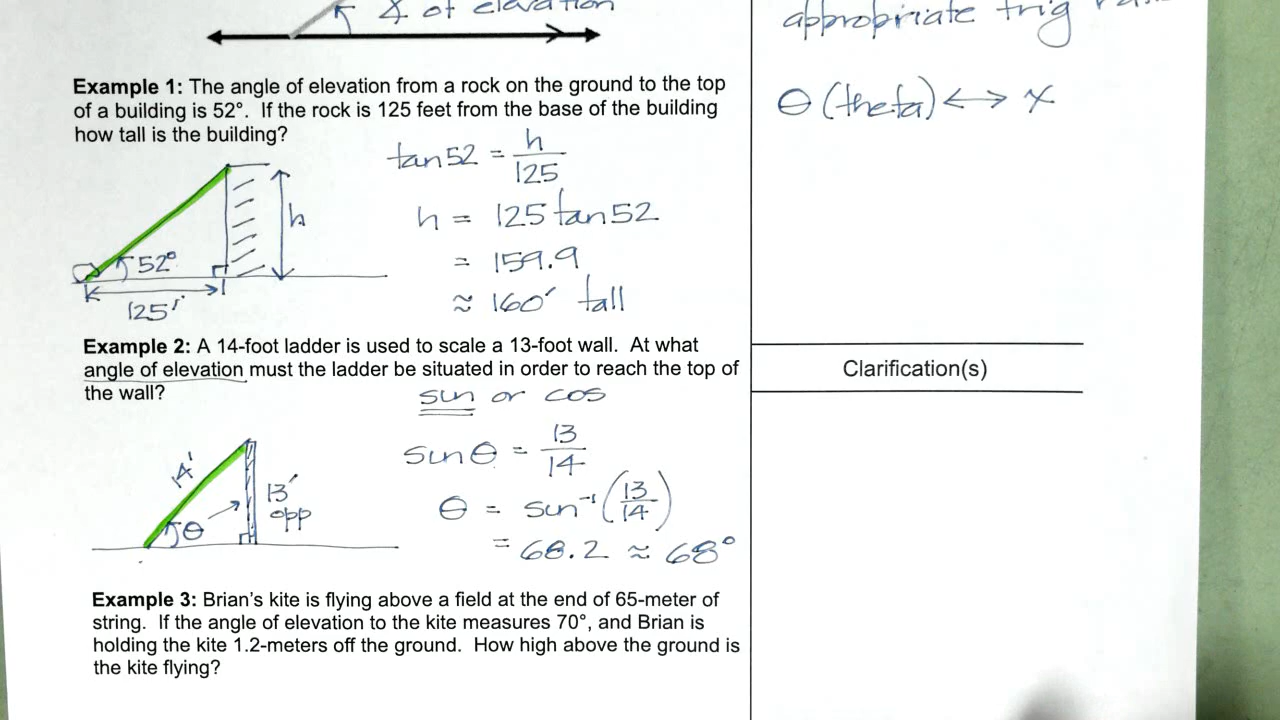 ∡ of elevation
Example 1: The angle of elevation from a rock on the ground to the top
of a building is 52°. If the rock is 125 feet from the base of the building
how tall is the building?
tan 52 = h/125
h = 125 tan 52
= 159.9
≈ 160' tall
h
52°
125'
Example 2: A 14-foot ladder is used to scale a 13-foot wall. At what
angle of elevation must the ladder be situated in order to reach the top of
the wall?
sin or cos
sin θ = 13/14
θ = sin⁻¹(13/14)
= 68.2 ≈ 68°
14'
13'
opp
θ
Example 3: Brian's kite is flying above a field at the end of 65-meter of
string. If the angle of elevation to the kite measures 70°, and Brian is
holding the kite 1.2-meters off the ground. How high above the ground is
the kite flying?
appropriate trig
θ (theta) ↔ x
Clarification(s)